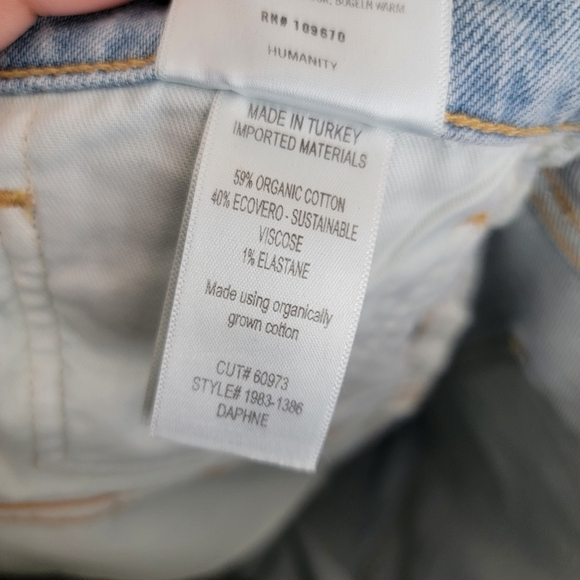 WARM
RN# 109670
HUMANITY
MADE IN TURKEY
IMPORTED MATERIALS
59% ORGANIC COTTON
40% ECOVERO - SUSTAINABLE
VISCOSE
1% ELASTANE
Made using organically
grown cotton
CUT# 60973
STYLE# 1983-1386
DAPHNE